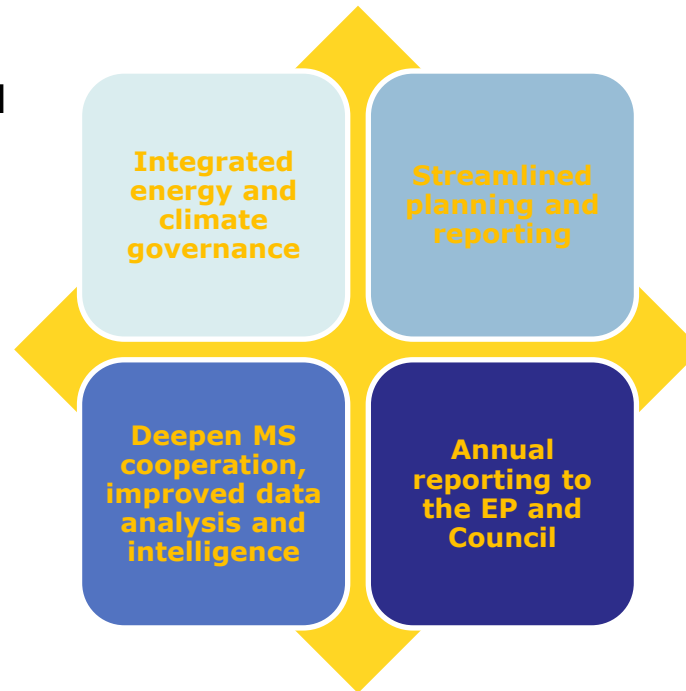 Integrated
energy and
climate
governance
Streamlined
planning and
reporting
Deepen MS
cooperation,
improved data
analysis and
intelligence
Annual
reporting to
the EP and
Council